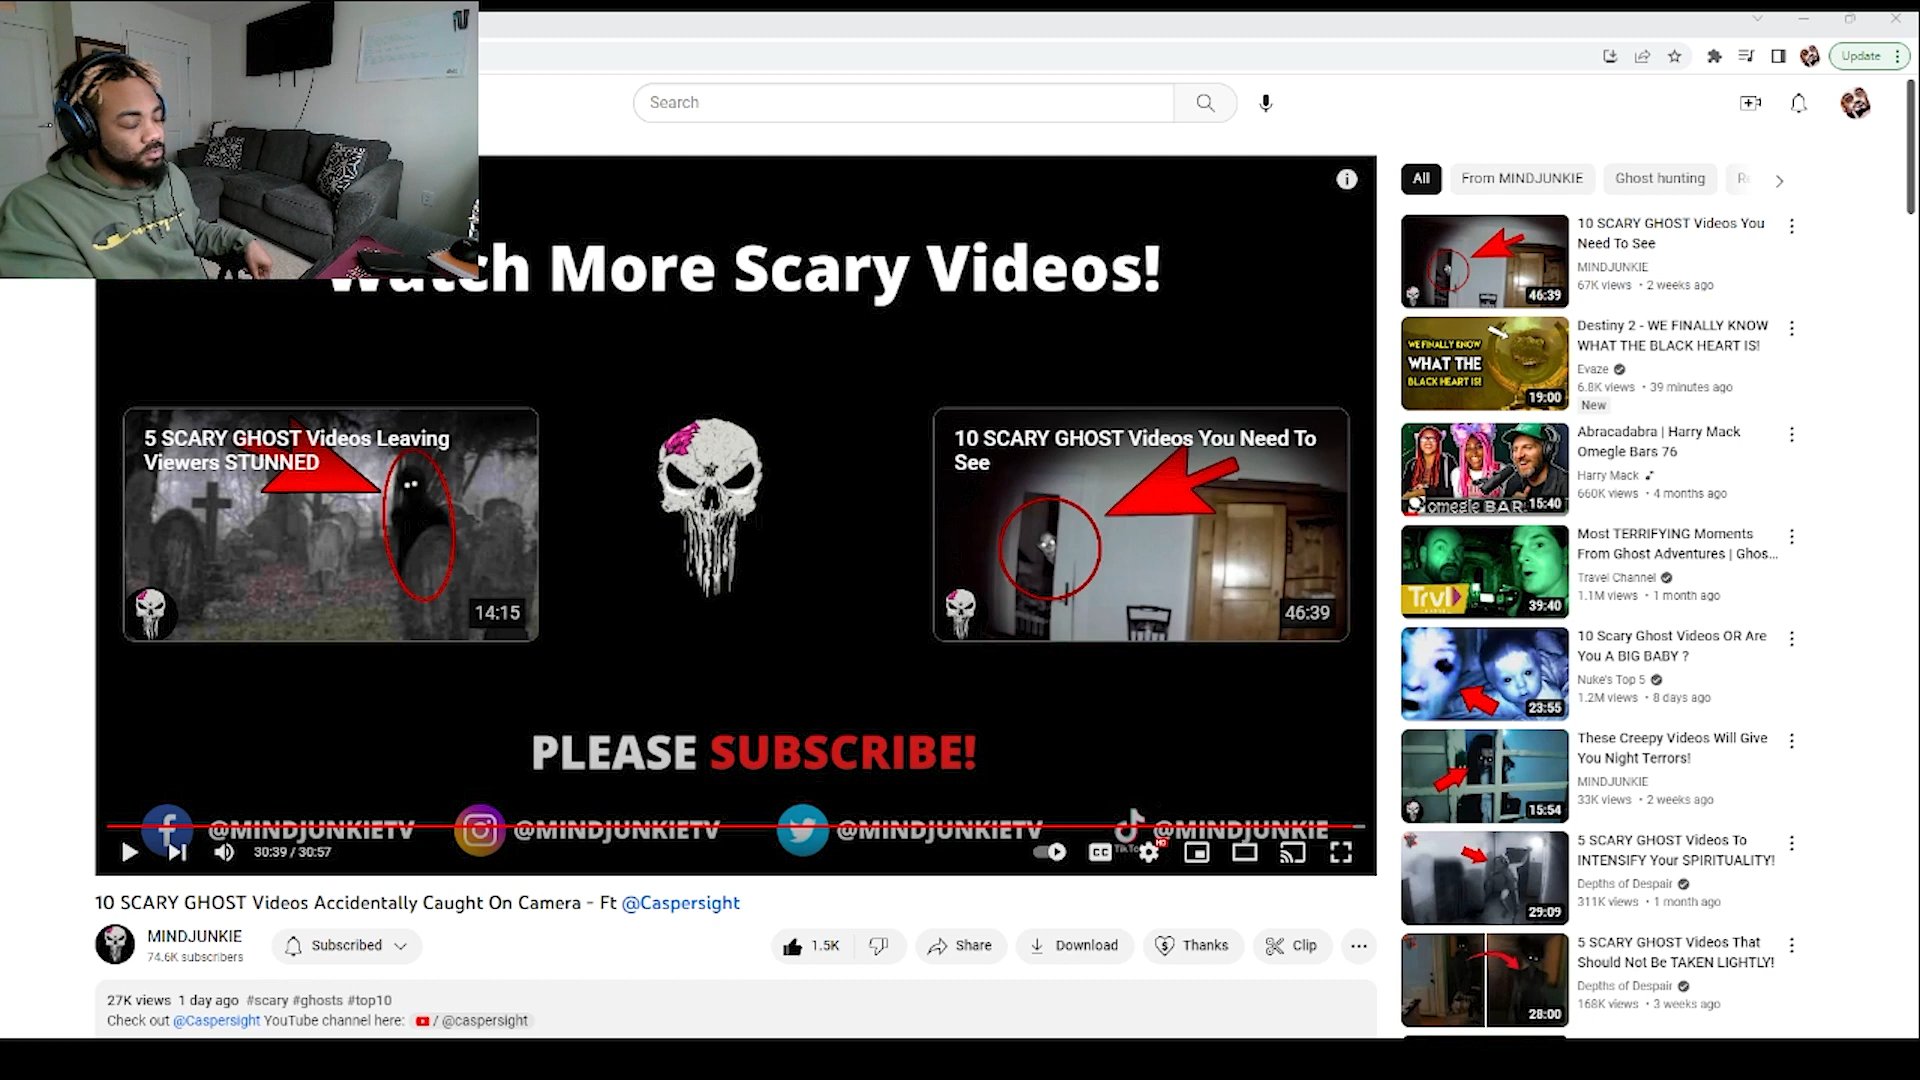 Update
Search
Watch More Scary Videos!
5 SCARY GHOST Videos Leaving
Viewers STUNNED
14:15
10 SCARY GHOST Videos You Need To
See
46:39
PLEASE SUBSCRIBE!
@MINDJUNKIETV
@MINDJUNKIETV
@MINDJUNKIETV
@MINDJUNKIE
30:39 / 30:57
CC
HD
10 SCARY GHOST Videos Accidentally Caught On Camera - Ft @Caspersight
MINDJUNKIE
74.6K subscribers
Subscribed
1.5K
Share
Download
Thanks
Clip
27K views 1 day ago #scary #ghosts #top10
Check out @Caspersight YouTube channel here: / @caspersight
All
From MINDJUNKIE
Ghost hunting
10 SCARY GHOST Videos You
Need To See
MINDJUNKIE
67K views • 2 weeks ago
46:39
Destiny 2 - WE FINALLY KNOW
WHAT THE BLACK HEART IS!
Evaze
6.8K views • 39 minutes ago
New
WE FINALLY KNOW
WHAT THE
BLACK HEART IS!
19:00
Abracadabra | Harry Mack
Omegle Bars 76
Harry Mack
660K views • 4 months ago
omegle BAR
15:40
Most TERRIFYING Moments
From Ghost Adventures | Ghos...
Travel Channel
1.1M views • 1 month ago
Trvl
39:40
10 Scary Ghost Videos OR Are
You A BIG BABY ?
Nuke's Top 5
1.2M views • 8 days ago
23:55
These Creepy Videos Will Give
You Night Terrors!
MINDJUNKIE
33K views • 2 weeks ago
15:54
5 SCARY GHOST Videos To
INTENSIFY Your SPIRITUALITY!
Depths of Despair
311K views • 1 month ago
29:09
5 SCARY GHOST Videos That
Should Not Be TAKEN LIGHTLY!
Depths of Despair
168K views • 3 weeks ago
28:00